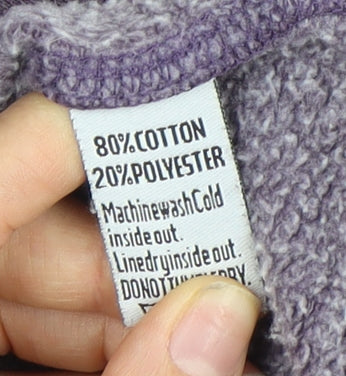 80%COTTON
20%POLYESTER
MachinewashCold
inside out.
Linedryinside out.
DONOTTUMBLEDRY.